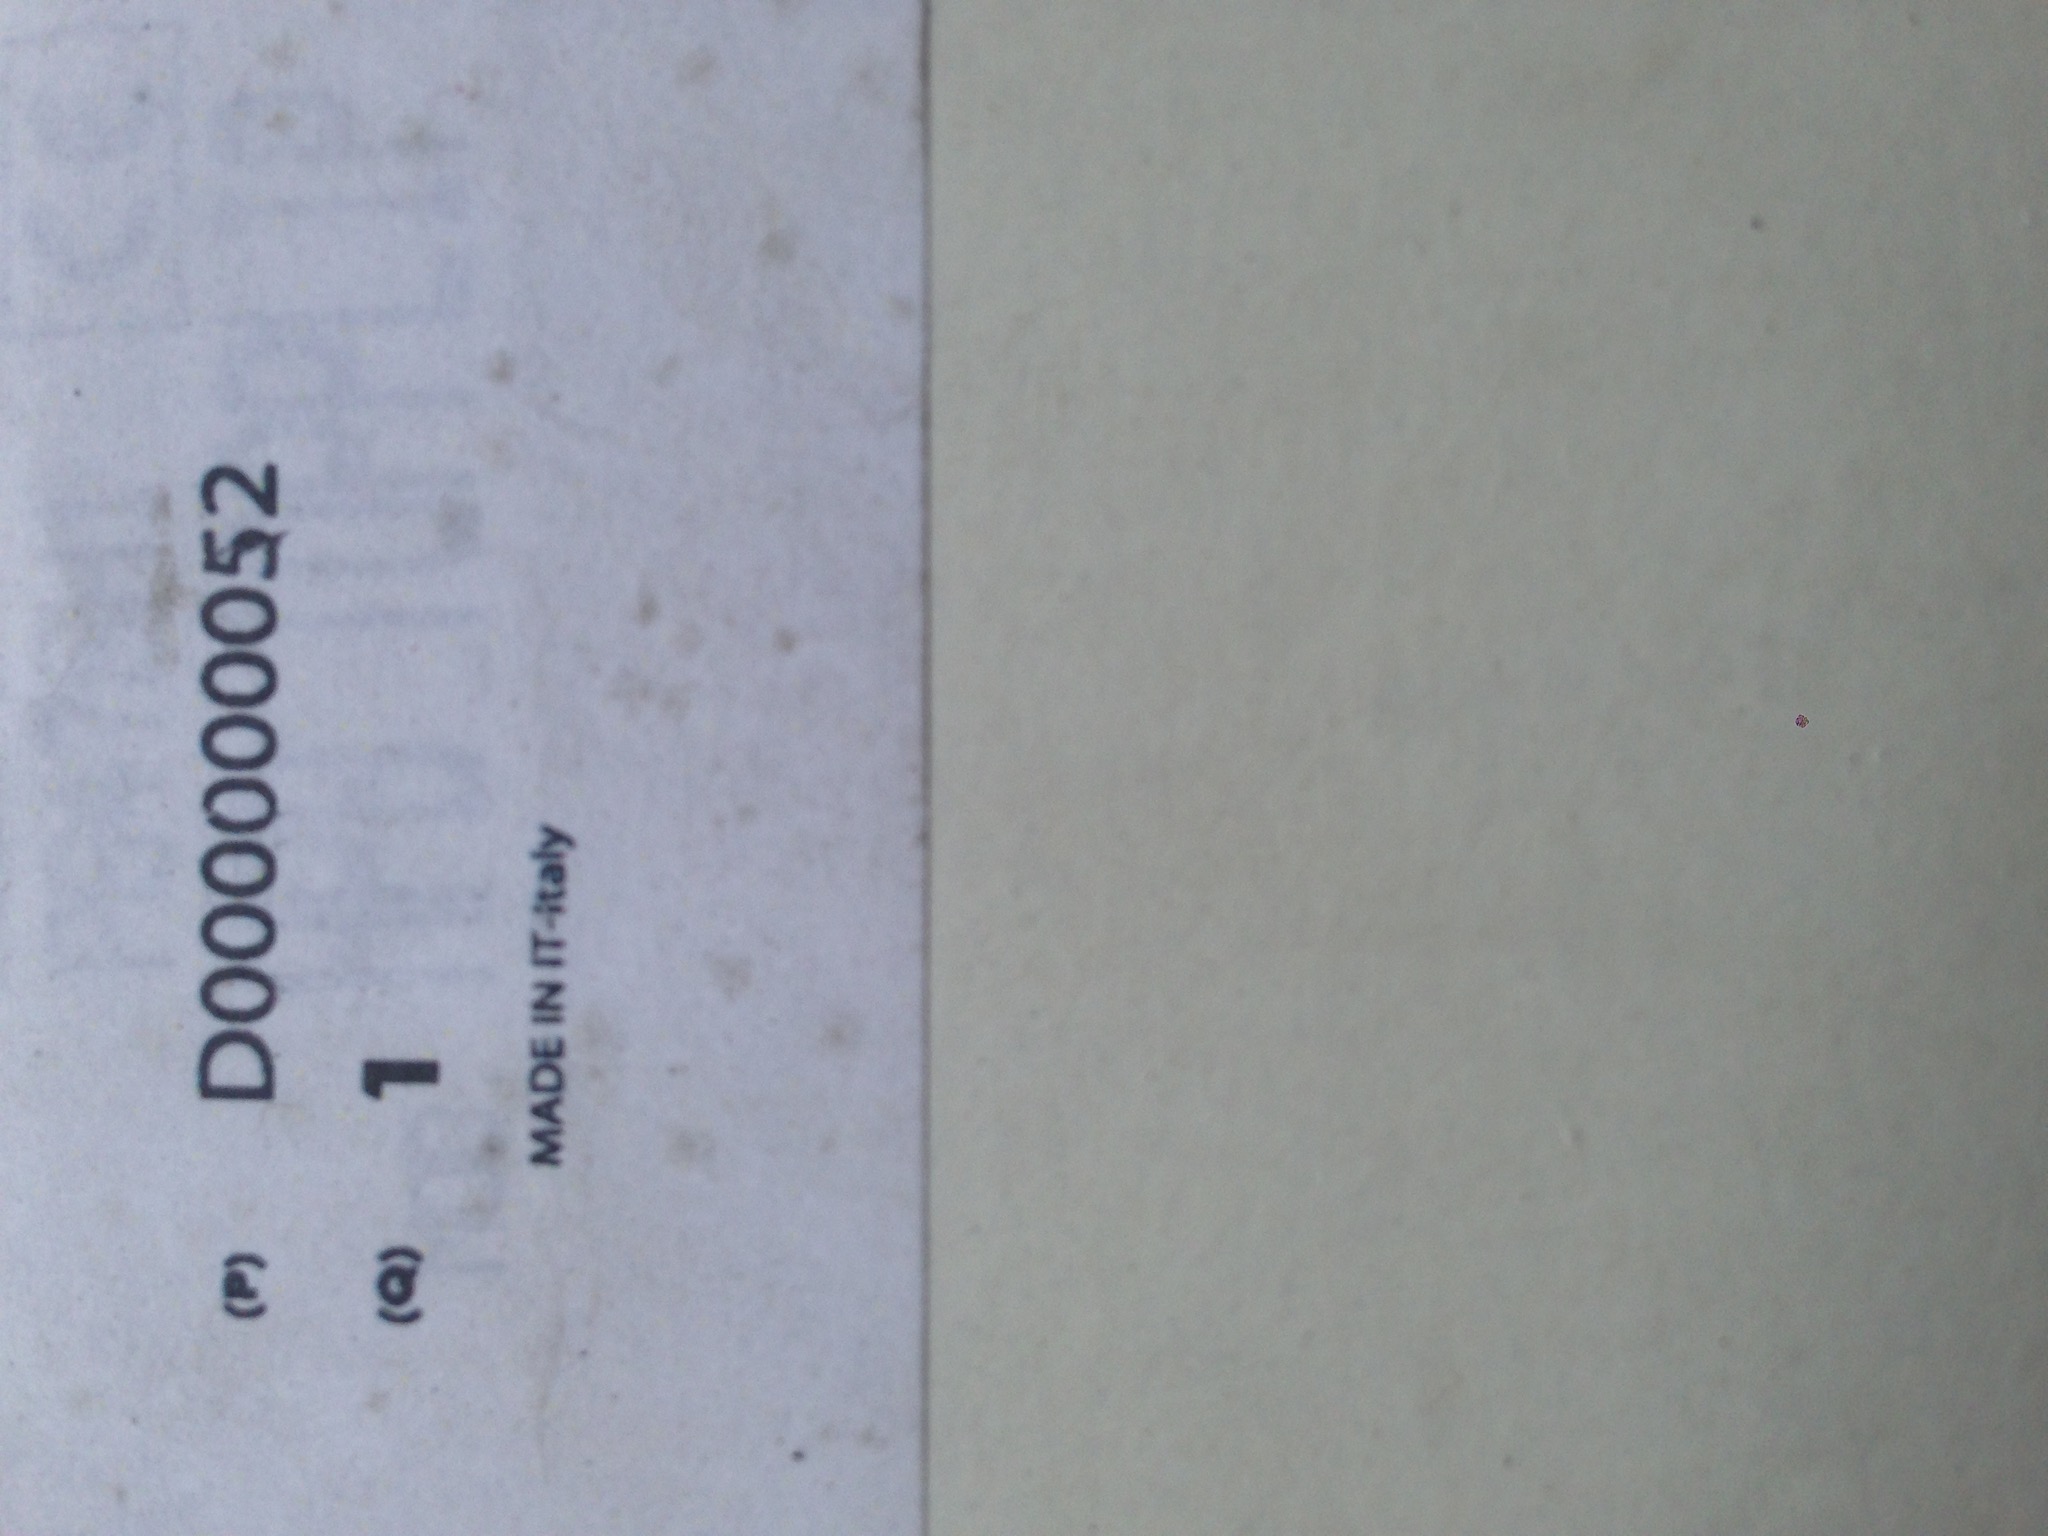 (P) D000000052
(Q) 1
MADE IN IT-italy